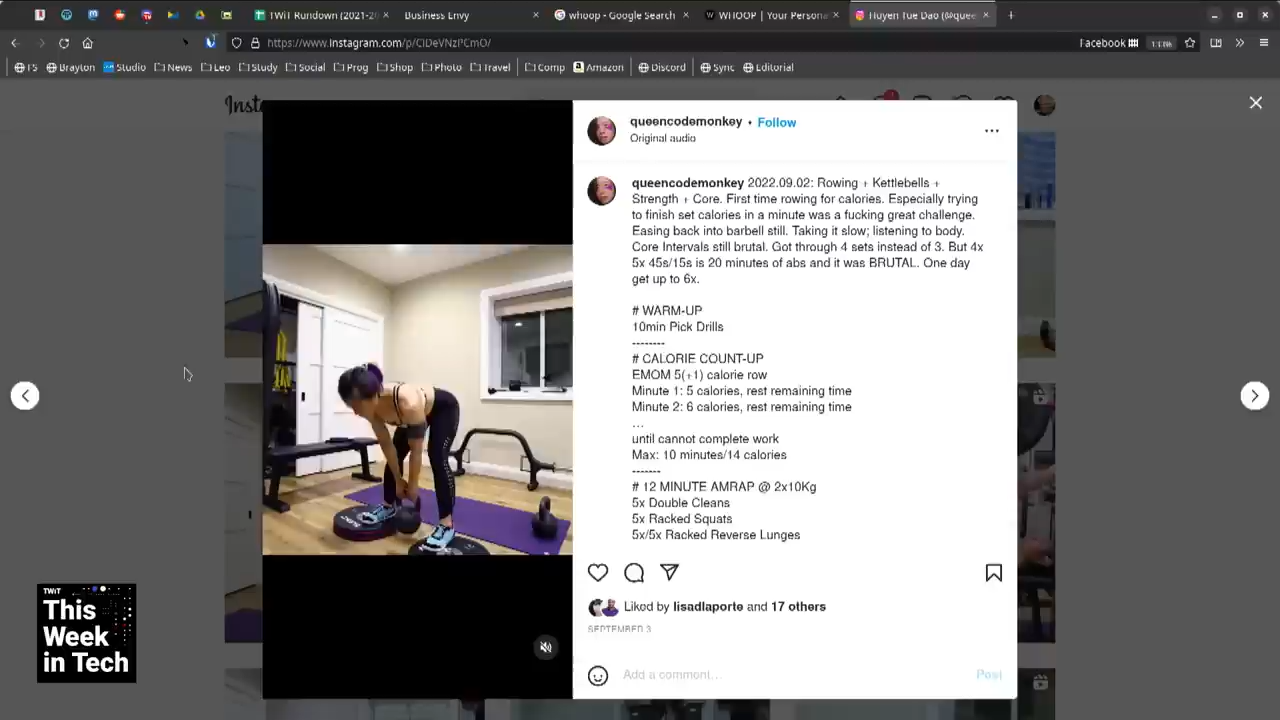 TWiT Rundown (2021-20
Business Envy
whoop - Google Search
WHOOP | Your Persona
Huyen Tue Dao (@quee
https://www.instagram.com/p/CiDeVNzPCmO/
Facebook
FS
Brayton
Studio
News
Leo
Study
Social
Prog
Shop
Photo
Travel
Comp
Amazon
Discord
Sync
Editorial
queencodemonkey • Follow
Original audio
queencodemonkey 2022.09.02: Rowing + Kettlebells +
Strength + Core. First time rowing for calories. Especially trying
to finish set calories in a minute was a fucking great challenge.
Easing back into barbell still. Taking it slow; listening to body.
Core Intervals still brutal. Got through 4 sets instead of 3. But 4x
5x 45s/15s is 20 minutes of abs and it was BRUTAL. One day
get up to 6x.
# WARM-UP
10min Pick Drills
--------
# CALORIE COUNT-UP
EMOM 5(+1) calorie row
Minute 1: 5 calories, rest remaining time
Minute 2: 6 calories, rest remaining time
...
until cannot complete work
Max: 10 minutes/14 calories
-------
# 12 MINUTE AMRAP @ 2x10Kg
5x Double Cleans
5x Racked Squats
5x/5x Racked Reverse Lunges
Liked by lisadlaporte and 17 others
SEPTEMBER 3
Add a comment...
Post
TWiT
This
Week
in Tech